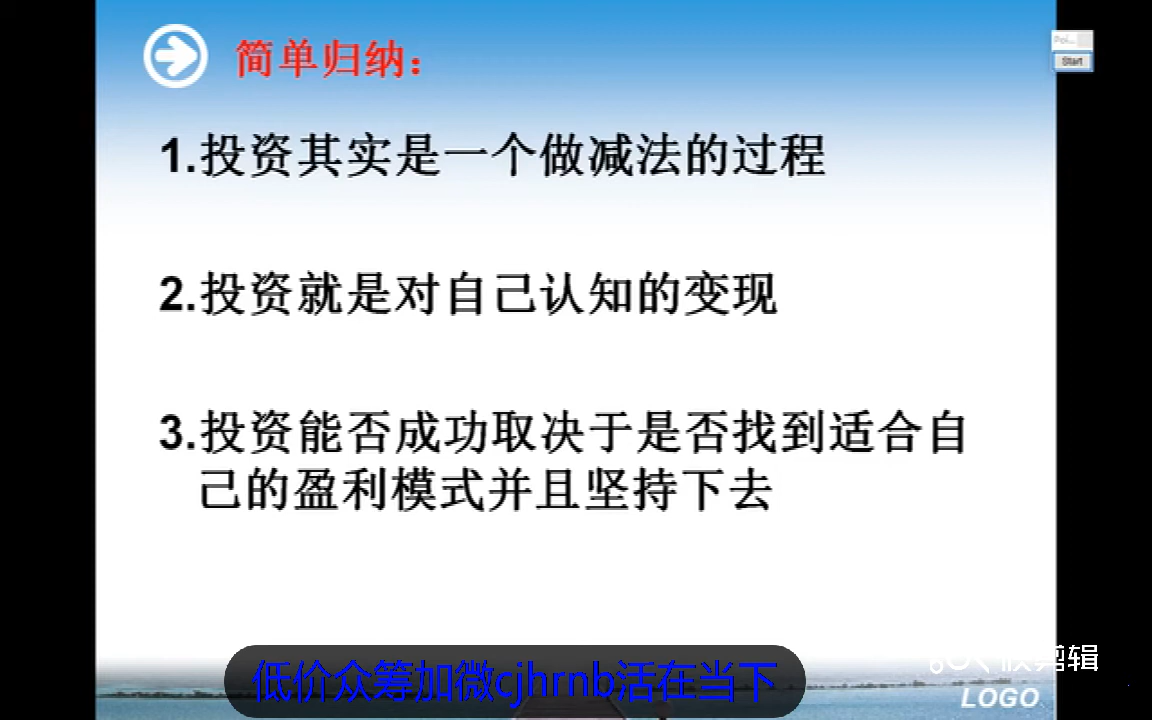 简单归纳：
1.投资其实是一个做减法的过程
2.投资就是对自己认知的变现
3.投资能否成功取决于是否找到适合自
己的盈利模式并且坚持下去
Start
低价众筹加微cjhrnb活在当下
剪辑
LOGO